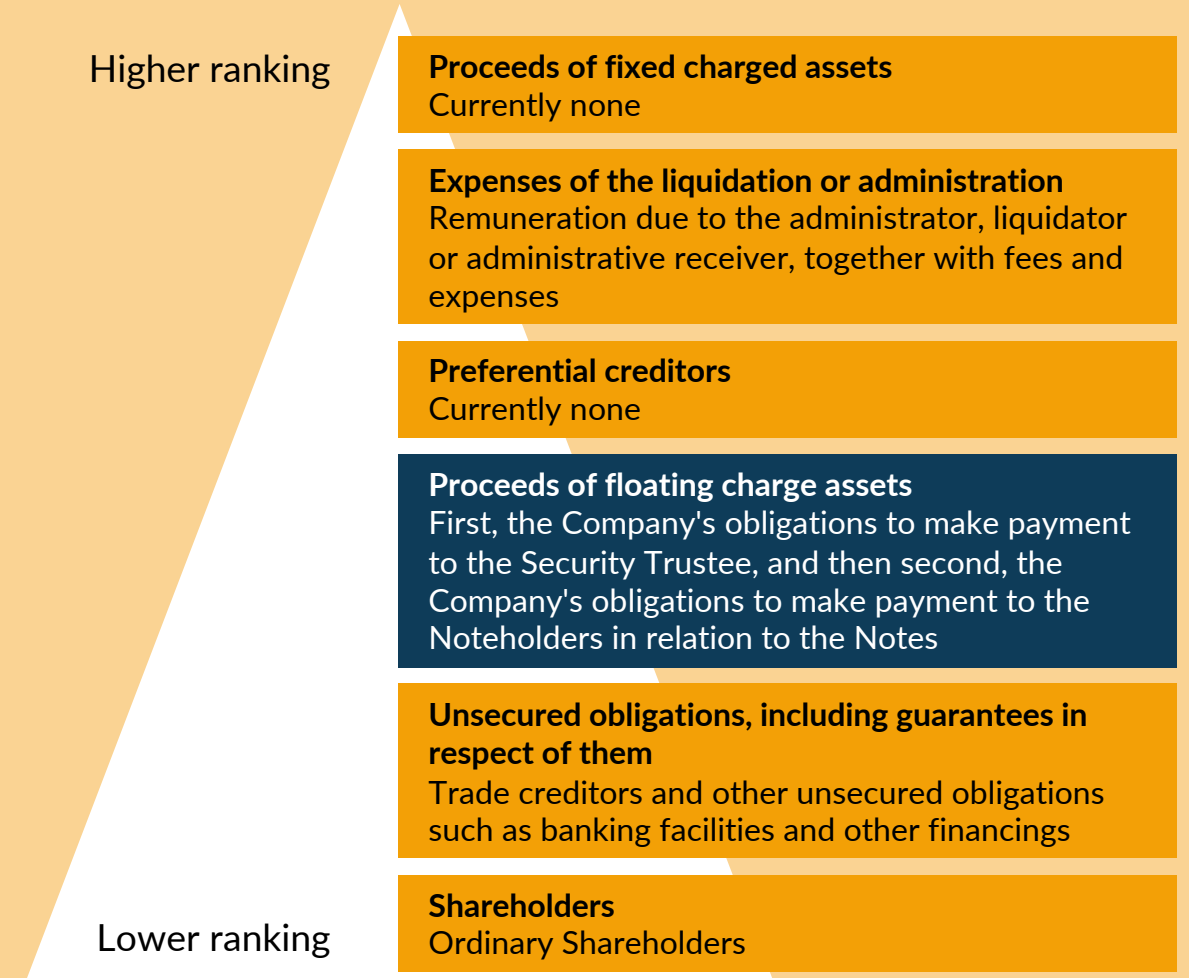 Higher ranking
Proceeds of fixed charged assets
Currently none
Expenses of the liquidation or administration
Remuneration due to the administrator, liquidator
or administrative receiver, together with fees and
expenses
Preferential creditors
Currently none
Proceeds of floating charge assets
First, the Company's obligations to make payment
to the Security Trustee, and then second, the
Company's obligations to make payment to the
Noteholders in relation to the Notes
Unsecured obligations, including guarantees in
respect of them
Trade creditors and other unsecured obligations
such as banking facilities and other financings
Shareholders
Ordinary Shareholders
Lower ranking